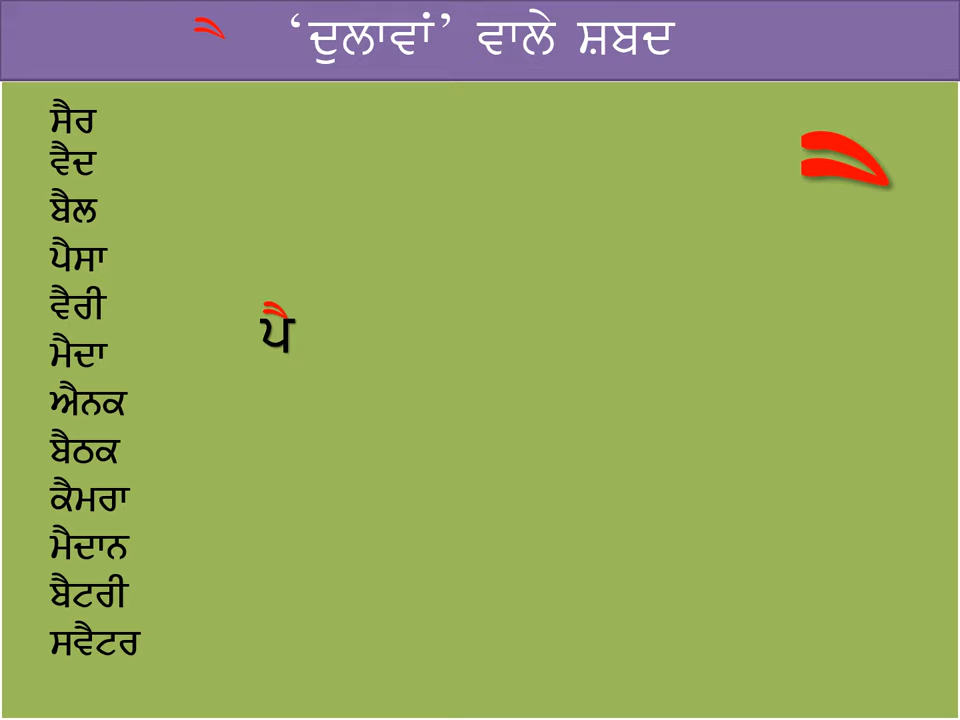 ‘ਦੁਲਾਵਾਂ’ ਵਾਲੇ ਸ਼ਬਦ
ਸੈਰ
ਵੈਦ
ਬੈਲ
ਪੈਸਾ
ਵੈਰੀ
ਪੈ
ਮੈਦਾ
ਐਨਕ
ਬੈਠਕ
ਕੈਮਰਾ
ਮੈਦਾਨ
ਬੈਟਰੀ
ਸਵੈਟਰ